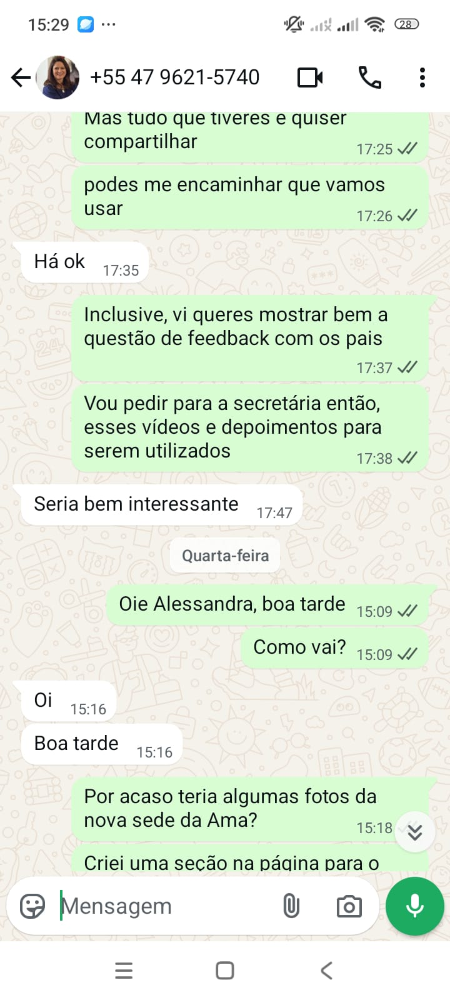 15:29
28
+55 47 9621-5740
Mas tudo que tiveres e quiser
compartilhar
17:25
podes me encaminhar que vamos
usar
17:26
Há ok 17:35
Inclusive, vi queres mostrar bem a
questão de feedback com os pais
17:37
Vou pedir para a secretária então,
esses vídeos e depoimentos para
serem utilizados
17:38
Seria bem interessante 17:47
Quarta-feira
Oie Alessandra, boa tarde 15:09
Como vai? 15:09
Oi 15:16
Boa tarde 15:16
Por acaso teria algumas fotos da
nova sede da Ama?
15:18
Criei uma seção na página para o
Mensagem